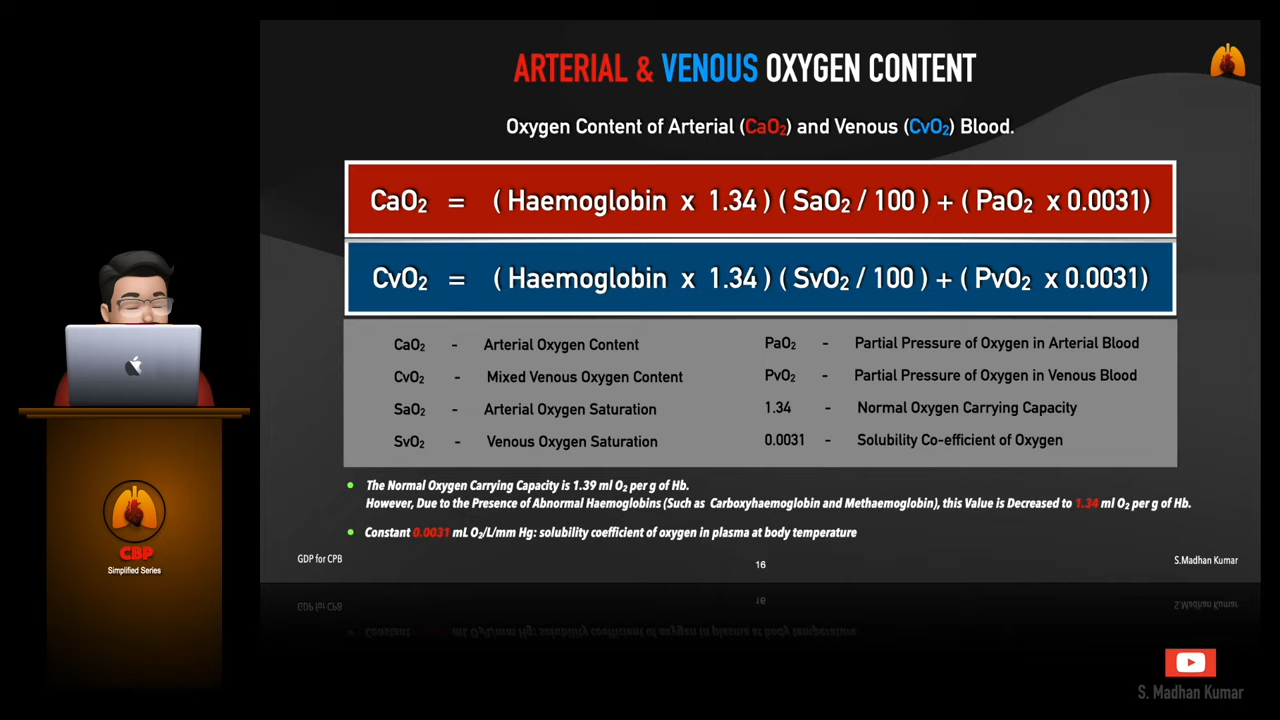 ARTERIAL & VENOUS OXYGEN CONTENT
Oxygen Content of Arterial (CaO₂) and Venous (CvO₂) Blood.
CaO₂ = ( Haemoglobin x 1.34 ) ( SaO₂ / 100 ) + ( PaO₂ x 0.0031)
CvO₂ = ( Haemoglobin x 1.34 ) ( SvO₂ / 100 ) + ( PvO₂ x 0.0031)
CaO₂ - Arterial Oxygen Content
CvO₂ - Mixed Venous Oxygen Content
SaO₂ - Arterial Oxygen Saturation
SvO₂ - Venous Oxygen Saturation
PaO₂ - Partial Pressure of Oxygen in Arterial Blood
PvO₂ - Partial Pressure of Oxygen in Venous Blood
1.34 - Normal Oxygen Carrying Capacity
0.0031 - Solubility Co-efficient of Oxygen
The Normal Oxygen Carrying Capacity is 1.39 ml O₂ per g of Hb.
However, Due to the Presence of Abnormal Haemoglobins (Such as Carboxyhaemoglobin and Methaemoglobin), this Value is Decreased to 1.34 ml O₂ per g of Hb.
Constant 0.0031 mL O₂/L/mm Hg: solubility coefficient of oxygen in plasma at body temperature
GDP for CPB
16
S.Madhan Kumar
CBP
Simplified Series
S. Madhan Kumar